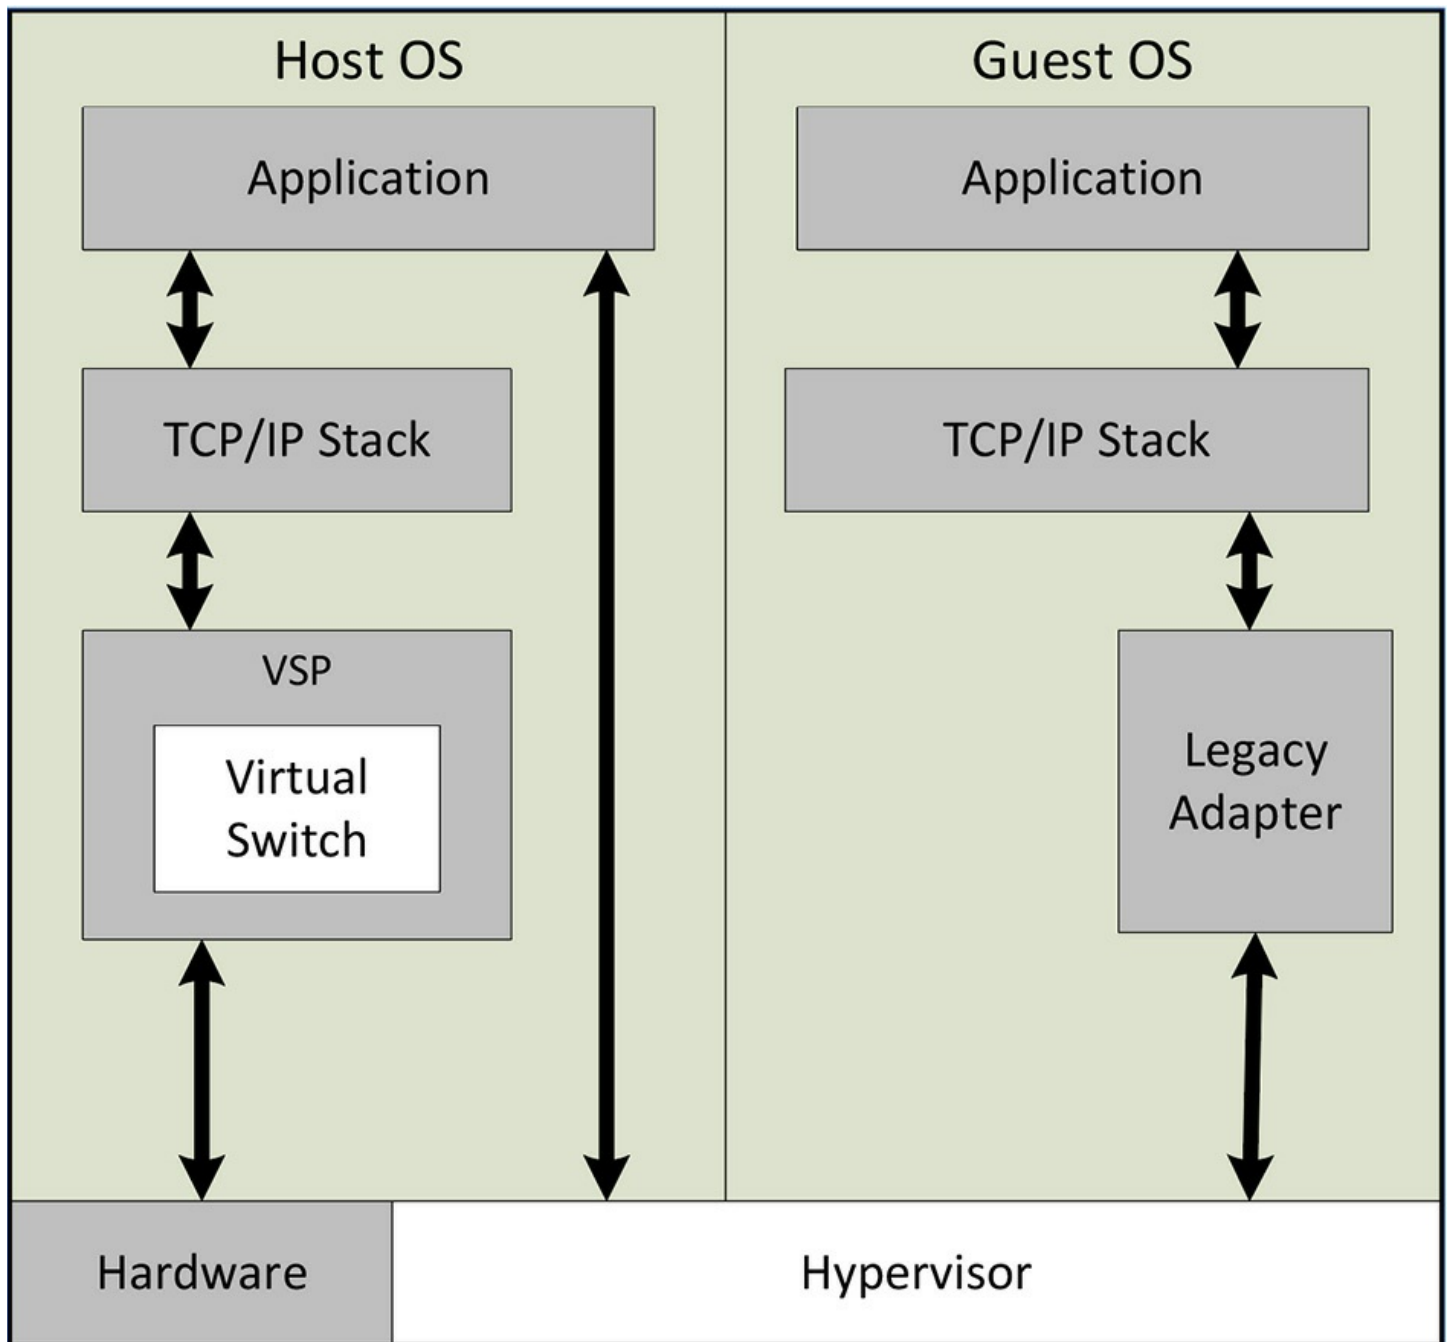 Host OS
Application
TCP/IP Stack
VSP
Virtual
Switch
Guest OS
Application
TCP/IP Stack
Legacy
Adapter
Hardware
Hypervisor